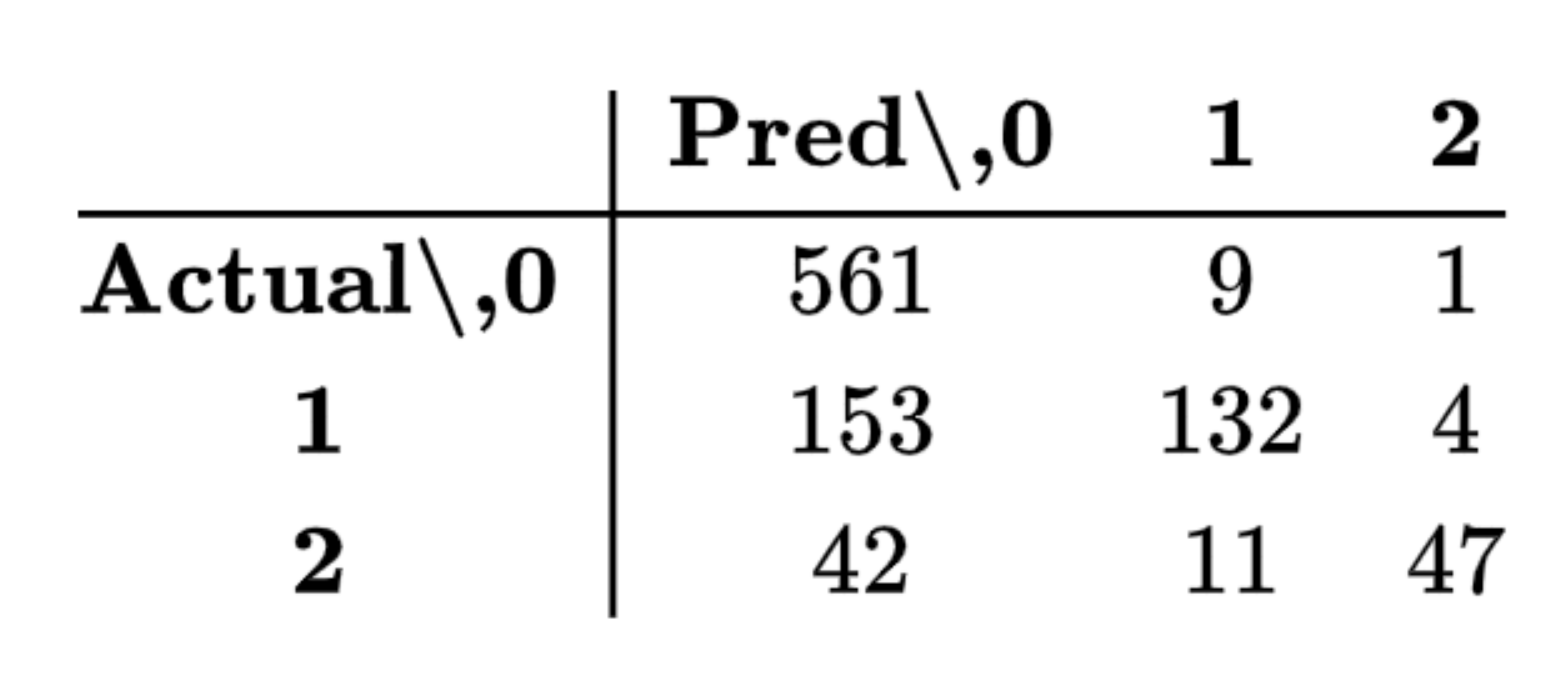 Pred\,0 1 2
Actual\,0 561 9 1
1 153 132 4
2 42 11 47